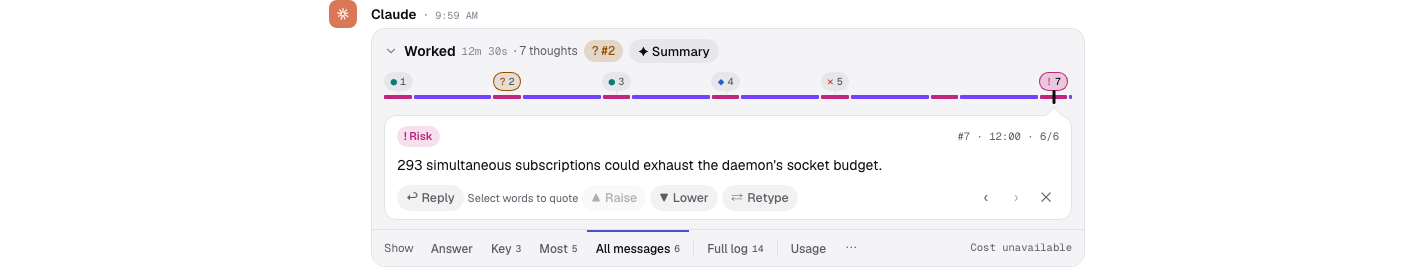 Claude · 9:59 AM
Worked 12m 30s · 7 thoughts ? #2 ✦ Summary
● 1 ? 2 ● 3 ◆ 4 × 5 ! 7
! Risk #7 · 12:00 · 6/6
293 simultaneous subscriptions could exhaust the daemon's socket budget.
↩ Reply Select words to quote ▲ Raise ▼ Lower ⇄ Retype ‹ › ×
Show Answer Key 3 Most 5 All messages 6 Full log 14 Usage ··· Cost unavailable